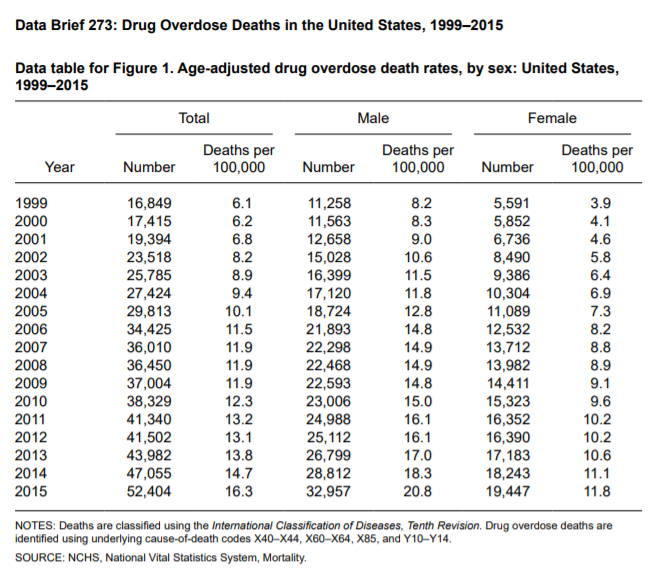 Data Brief 273: Drug Overdose Deaths in the United States, 1999–2015
Data table for Figure 1. Age-adjusted drug overdose death rates, by sex: United States,
1999–2015
Total Male Female
Deaths per Deaths per Deaths per
Year Number 100,000 Number 100,000 Number 100,000
1999 16,849 6.1 11,258 8.2 5,591 3.9
2000 17,415 6.2 11,563 8.3 5,852 4.1
2001 19,394 6.8 12,658 9.0 6,736 4.6
2002 23,518 8.2 15,028 10.6 8,490 5.8
2003 25,785 8.9 16,399 11.5 9,386 6.4
2004 27,424 9.4 17,120 11.8 10,304 6.9
2005 29,813 10.1 18,724 12.8 11,089 7.3
2006 34,425 11.5 21,893 14.8 12,532 8.2
2007 36,010 11.9 22,298 14.9 13,712 8.8
2008 36,450 11.9 22,468 14.9 13,982 8.9
2009 37,004 11.9 22,593 14.8 14,411 9.1
2010 38,329 12.3 23,006 15.0 15,323 9.6
2011 41,340 13.2 24,988 16.1 16,352 10.2
2012 41,502 13.1 25,112 16.1 16,390 10.2
2013 43,982 13.8 26,799 17.0 17,183 10.6
2014 47,055 14.7 28,812 18.3 18,243 11.1
2015 52,404 16.3 32,957 20.8 19,447 11.8
NOTES: Deaths are classified using the International Classification of Diseases, Tenth Revision. Drug overdose deaths are
identified using underlying cause-of-death codes X40–X44, X60–X64, X85, and Y10–Y14.
SOURCE: NCHS, National Vital Statistics System, Mortality.